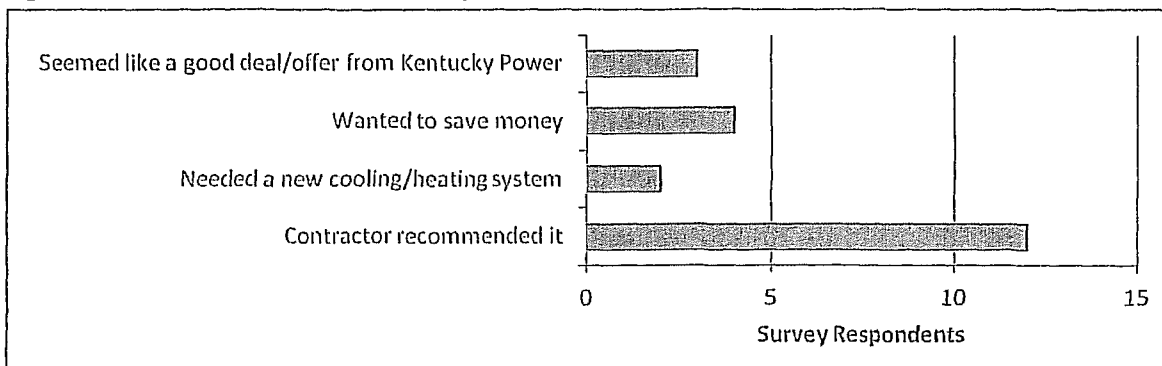 Seemed like a good deal/offer from Kentucky Power
Wanted to save money
Needed a new cooling/heating system
Contractor recommended it
0 5 10 15
Survey Respondents